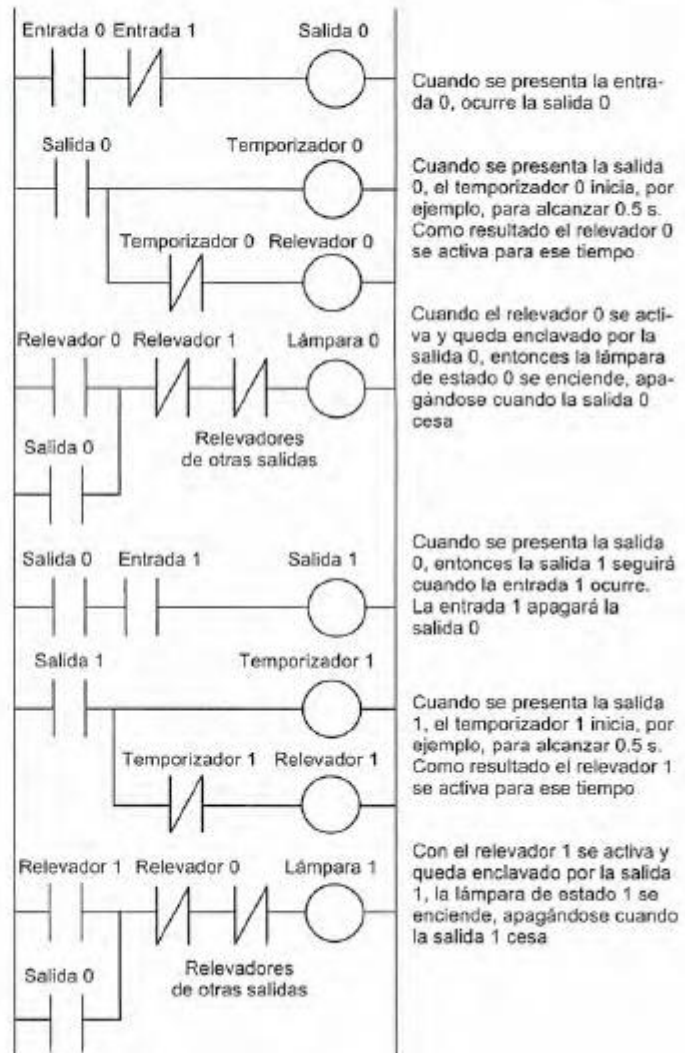 Entrada 0 Entrada 1 Salida 0
Cuando se presenta la entra-
da 0, ocurre la salida 0
Salida 0 Temporizador 0
Cuando se presenta la salida
0, el temporizador 0 inicia, por
ejemplo, para alcanzar 0.5 s.
Como resultado el relevador 0
se activa para ese tiempo
Temporizador 0 Relevador 0
Cuando el relevador 0 se acti-
va y queda enclavado por la
salida 0, entonces la lámpara
de estado 0 se enciende, apa-
gándose cuando la salida 0
cesa
Relevador 0 Relevador 1 Lámpara 0
Salida 0
Relevadores
de otras salidas
Cuando se presenta la salida
0, entonces la salida 1 seguirá
cuando la entrada 1 ocurre.
La entrada 1 apagará la
salida 0
Salida 0 Entrada 1 Salida 1
Salida 1 Temporizador 1
Cuando se presenta la salida
1, el temporizador 1 inicia, por
ejemplo, para alcanzar 0.5 s.
Como resultado el relevador 1
se activa para ese tiempo
Temporizador 1 Relevador 1
Con el relevador 1 se activa y
queda enclavado por la salida
1, la lámpara de estado 1 se
enciende, apagándose cuando
la salida 1 cesa
Relevador 1 Relevador 0 Lámpara 1
Salida 0
Relevadores
de otras salidas